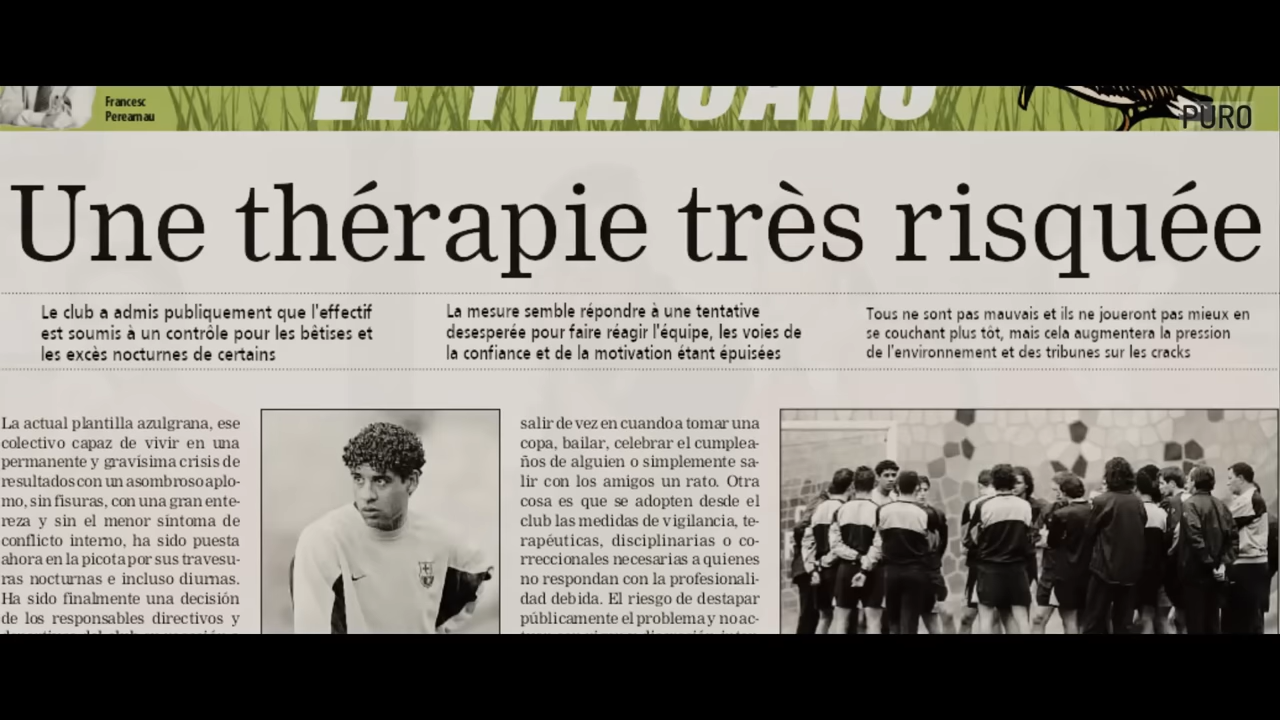 Francesc
Perearnau
PURO
Une thérapie très risquée
Le club a admis publiquement que l'effectif
est soumis à un contrôle pour les bêtises et
les excès nocturnes de certains
La mesure semble répondre à une tentative
desesperée pour faire réagir l'équipe, les voies de
la confiance et de la motivation étant épuisées
Tous ne sont pas mauvais et ils ne joueront pas mieux en
se couchant plus tôt, mais cela augmentera la pression
de l'environnement et des tribunes sur les cracks
La actual plantilla azulgrana, ese
colectivo capaz de vivir en una
permanente y gravísima crisis de
resultados con un asombroso aplo-
mo, sin fisuras, con una gran ente-
reza y sin el menor síntoma de
conflicto interno, ha sido puesta
ahora en la picota por sus travesu-
ras nocturnas e incluso diurnas.
Ha sido finalmente una decisión
de los responsables directivos y
salir de vez en cuando a tomar una
copa, bailar, celebrar el cumplea-
ños de alguien o simplemente sa-
lir con los amigos un rato. Otra
cosa es que se adopten desde el
club las medidas de vigilancia, te-
rapéuticas, disciplinarias o co-
rreccionales necesarias a quienes
no respondan con la profesionali-
dad debida. El riesgo de destapar
públicamente el problema y no ac-